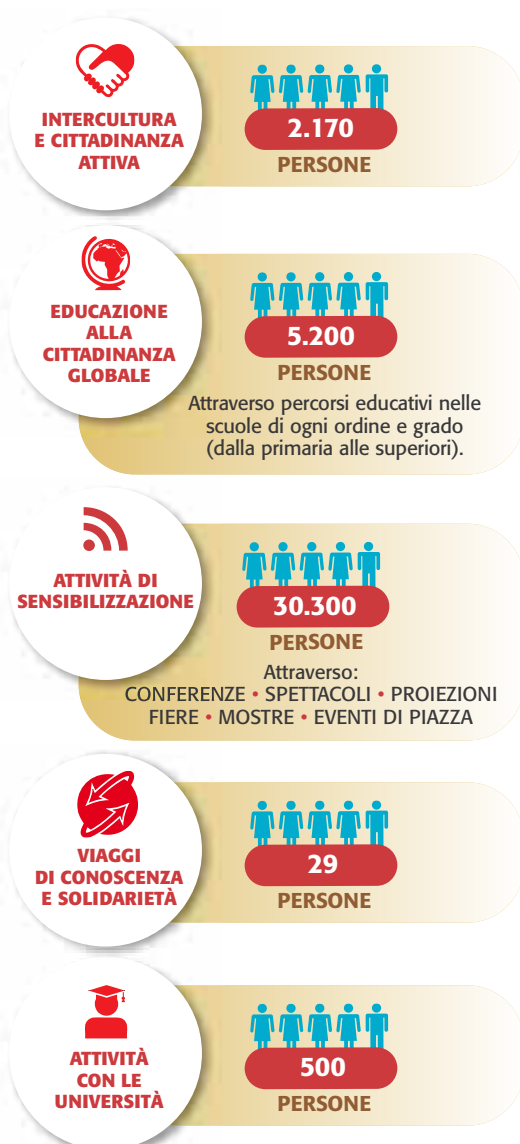 INTERCULTURA
E CITTADINANZA
ATTIVA
2.170
PERSONE
EDUCAZIONE
ALLA
CITTADINANZA
GLOBALE
5.200
PERSONE
Attraverso percorsi educativi nelle
scuole di ogni ordine e grado
(dalla primaria alle superiori).
ATTIVITÀ DI
SENSIBILIZZAZIONE
30.300
PERSONE
Attraverso:
CONFERENZE • SPETTACOLI • PROIEZIONI
FIERE • MOSTRE • EVENTI DI PIAZZA
VIAGGI
DI CONOSCENZA
E SOLIDARIETÀ
29
PERSONE
ATTIVITÀ
CON LE
UNIVERSITÀ
500
PERSONE